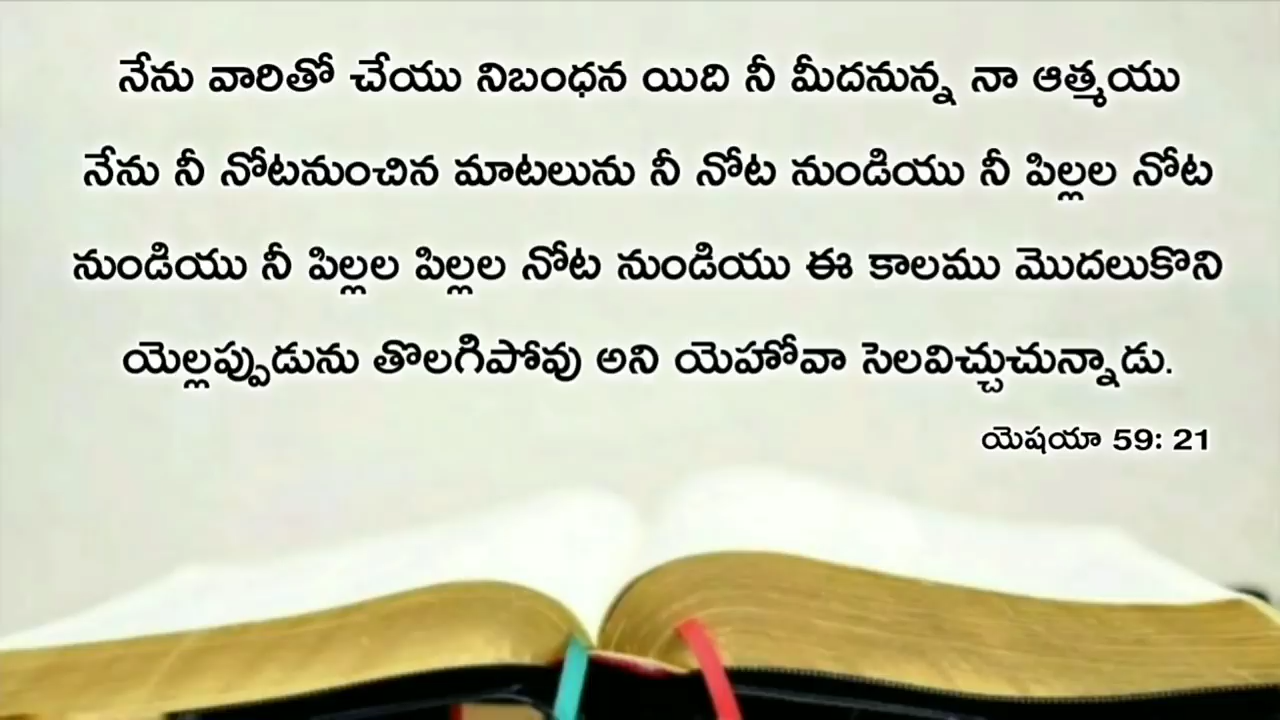 నేను వారితో చేయు నిబంధన యిది నీ మీదనున్న నా ఆత్మయు
నేను నీ నోటనుంచిన మాటలును నీ నోట నుండియు నీ పిల్లల నోట
నుండియు నీ పిల్లల పిల్లల నోట నుండియు ఈ కాలము మొదలుకొని
యెల్లప్పుడును తొలగిపోవు అని యెహోవా సెలవిచ్చుచున్నాడు.
యెషయా 59: 21